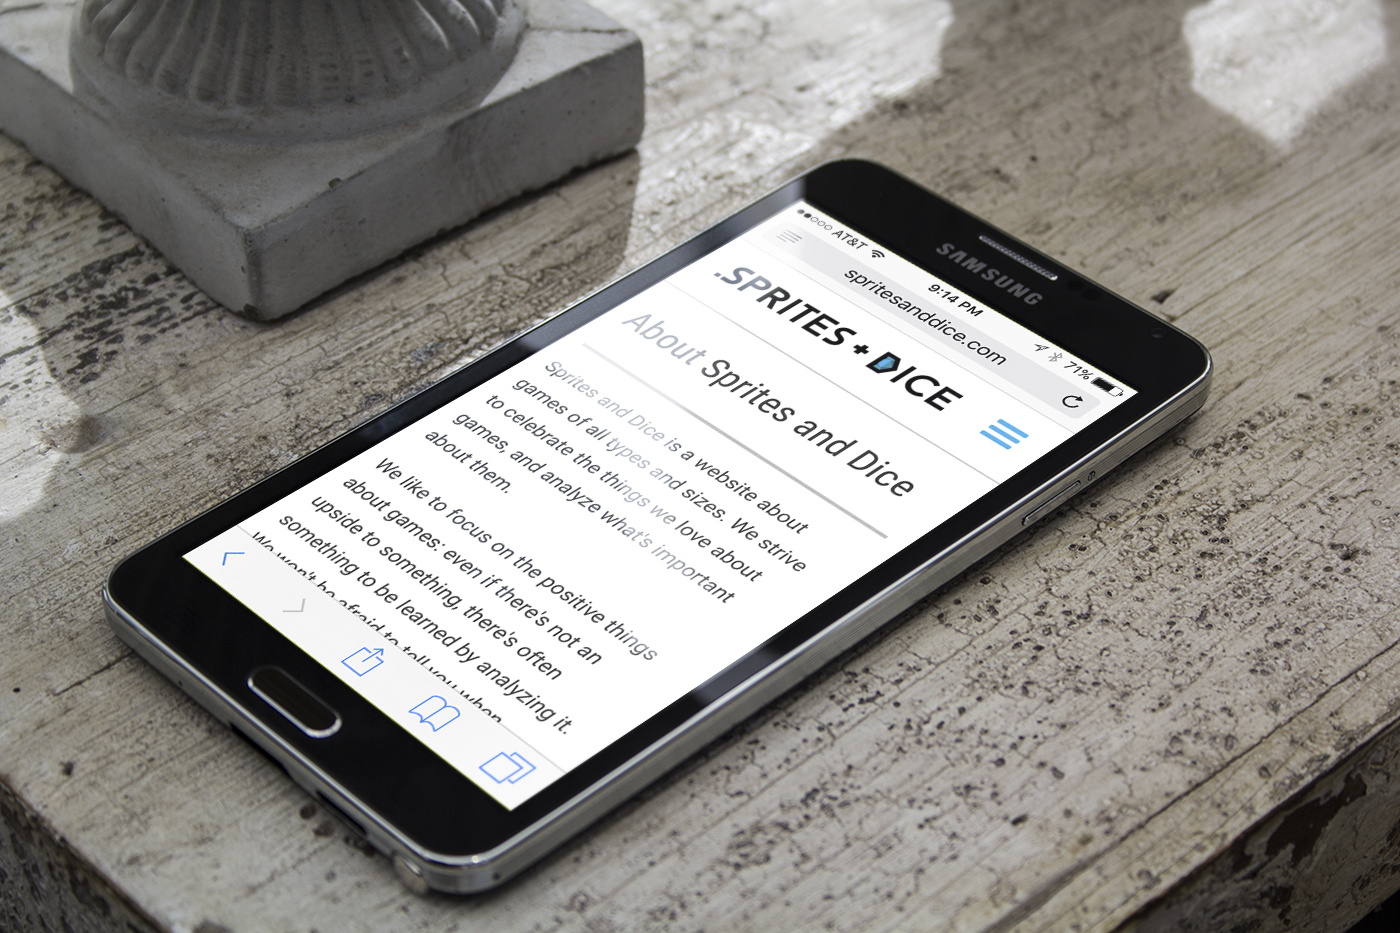 SAMSUNG
AT&T 9:14 PM 71%
spritesanddice.com
.SPRITES + DICE
About Sprites and Dice
Sprites and Dice is a website about
games of all types and sizes. We strive
to celebrate the things we love about
games, and analyze what's important
about them.
We like to focus on the positive things
about games: even if there's not an
upside to something, there's often
something to be learned by analyzing it.
We won't be afraid to tell you when